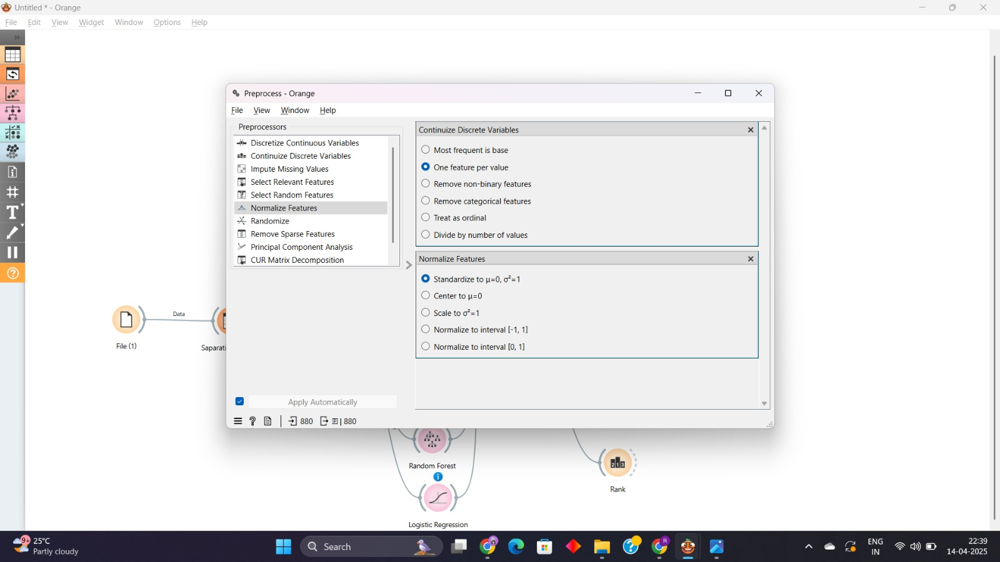 Untitled * - Orange
File Edit View Widget Window Options Help
Preprocess - Orange
File View Window Help
Preprocessors
Discretize Continuous Variables
Continuize Discrete Variables
Impute Missing Values
Select Relevant Features
Select Random Features
Normalize Features
Randomize
Remove Sparse Features
Principal Component Analysis
CUR Matrix Decomposition
Continuize Discrete Variables
Most frequent is base
One feature per value
Remove non-binary features
Remove categorical features
Treat as ordinal
Divide by number of values
Normalize Features
Standardize to μ=0, σ²=1
Center to μ=0
Scale to σ²=1
Normalize to interval [-1, 1]
Normalize to interval [0, 1]
Apply Automatically
880 | 880
Data
File (1)
Saparati
Random Forest
Logistic Regression
Rank
9+
25°C
Partly cloudy
Search
R
ENG
IN
22:39
14-04-2025